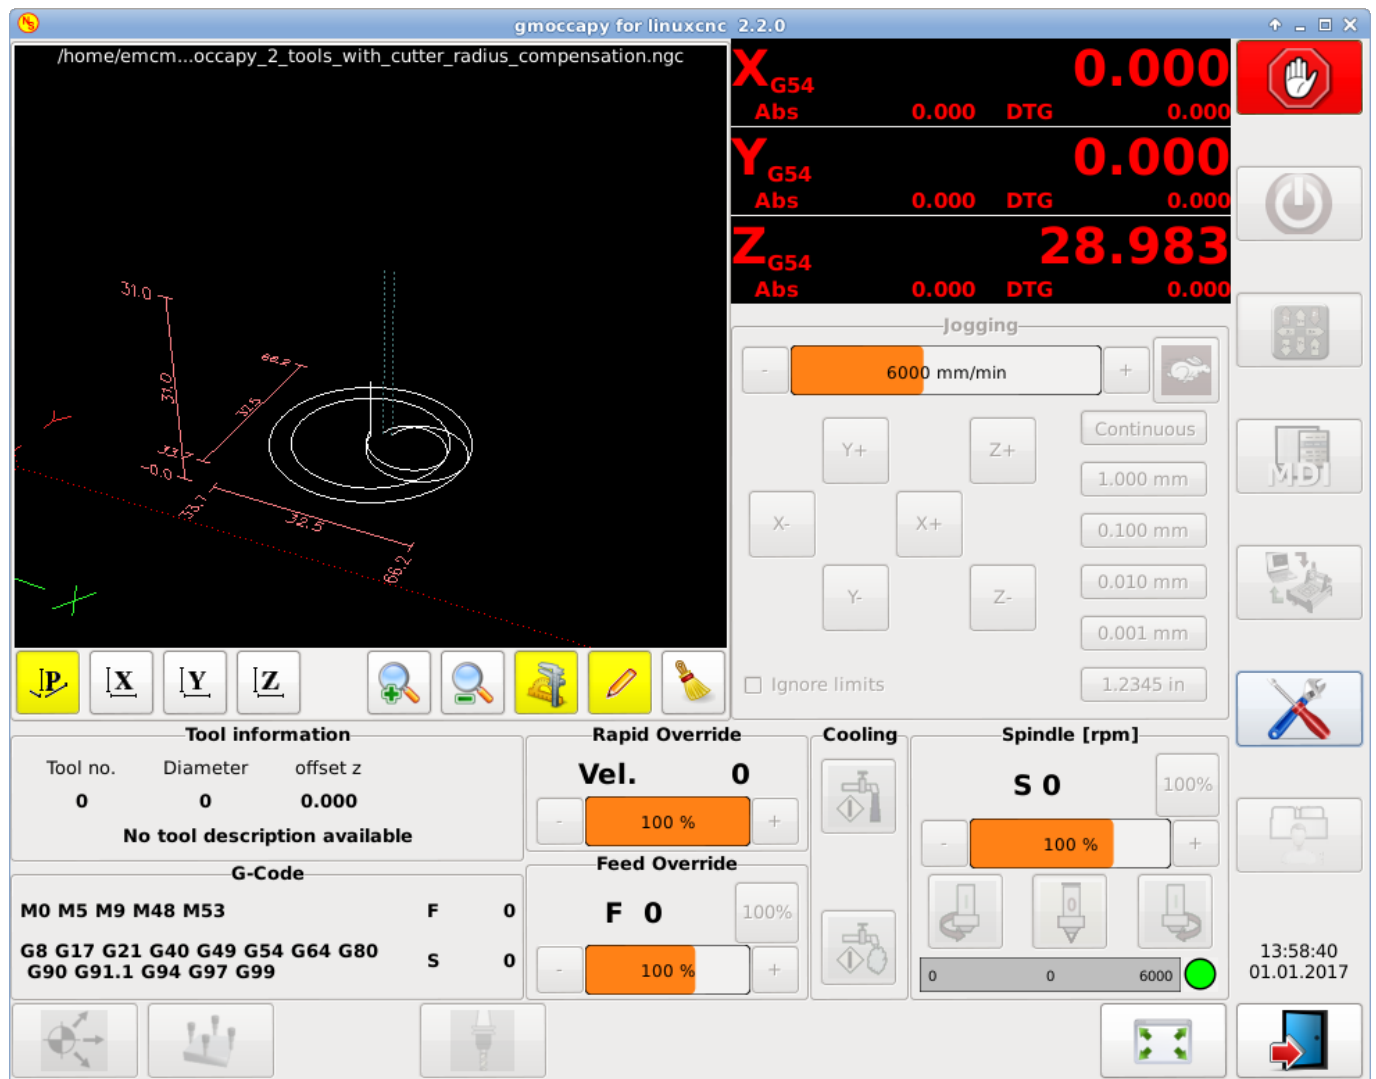 gmoccapy for linuxcnc 2.2.0
/home/emcm...occapy_2_tools_with_cutter_radius_compensation.ngc
X G54 0.000
Abs 0.000 DTG 0.000
Y G54 0.000
Abs 0.000 DTG 0.000
Z G54 28.983
Abs 0.000 DTG 0.000
31.0
31.0
66.2
32.5
33.7
-0.0
33.7
32.5
66.2
Y
X
Jogging
- 6000 mm/min +
Y+ Z+
X- X+
Y- Z-
Continuous
1.000 mm
0.100 mm
0.010 mm
0.001 mm
1.2345 in
Ignore limits
MDI
P X Y Z
Tool information
Tool no. Diameter offset z
0 0 0.000
No tool description available
G-Code
M0 M5 M9 M48 M53 F 0
G8 G17 G21 G40 G49 G54 G64 G80
G90 G91.1 G94 G97 G99
S 0
Rapid Override
Vel. 0
- 100 % +
Feed Override
F 0 100%
- 100 % +
Cooling
Spindle [rpm]
S 0 100%
- 100 % +
0
0 0 6000
13:58:40
01.01.2017